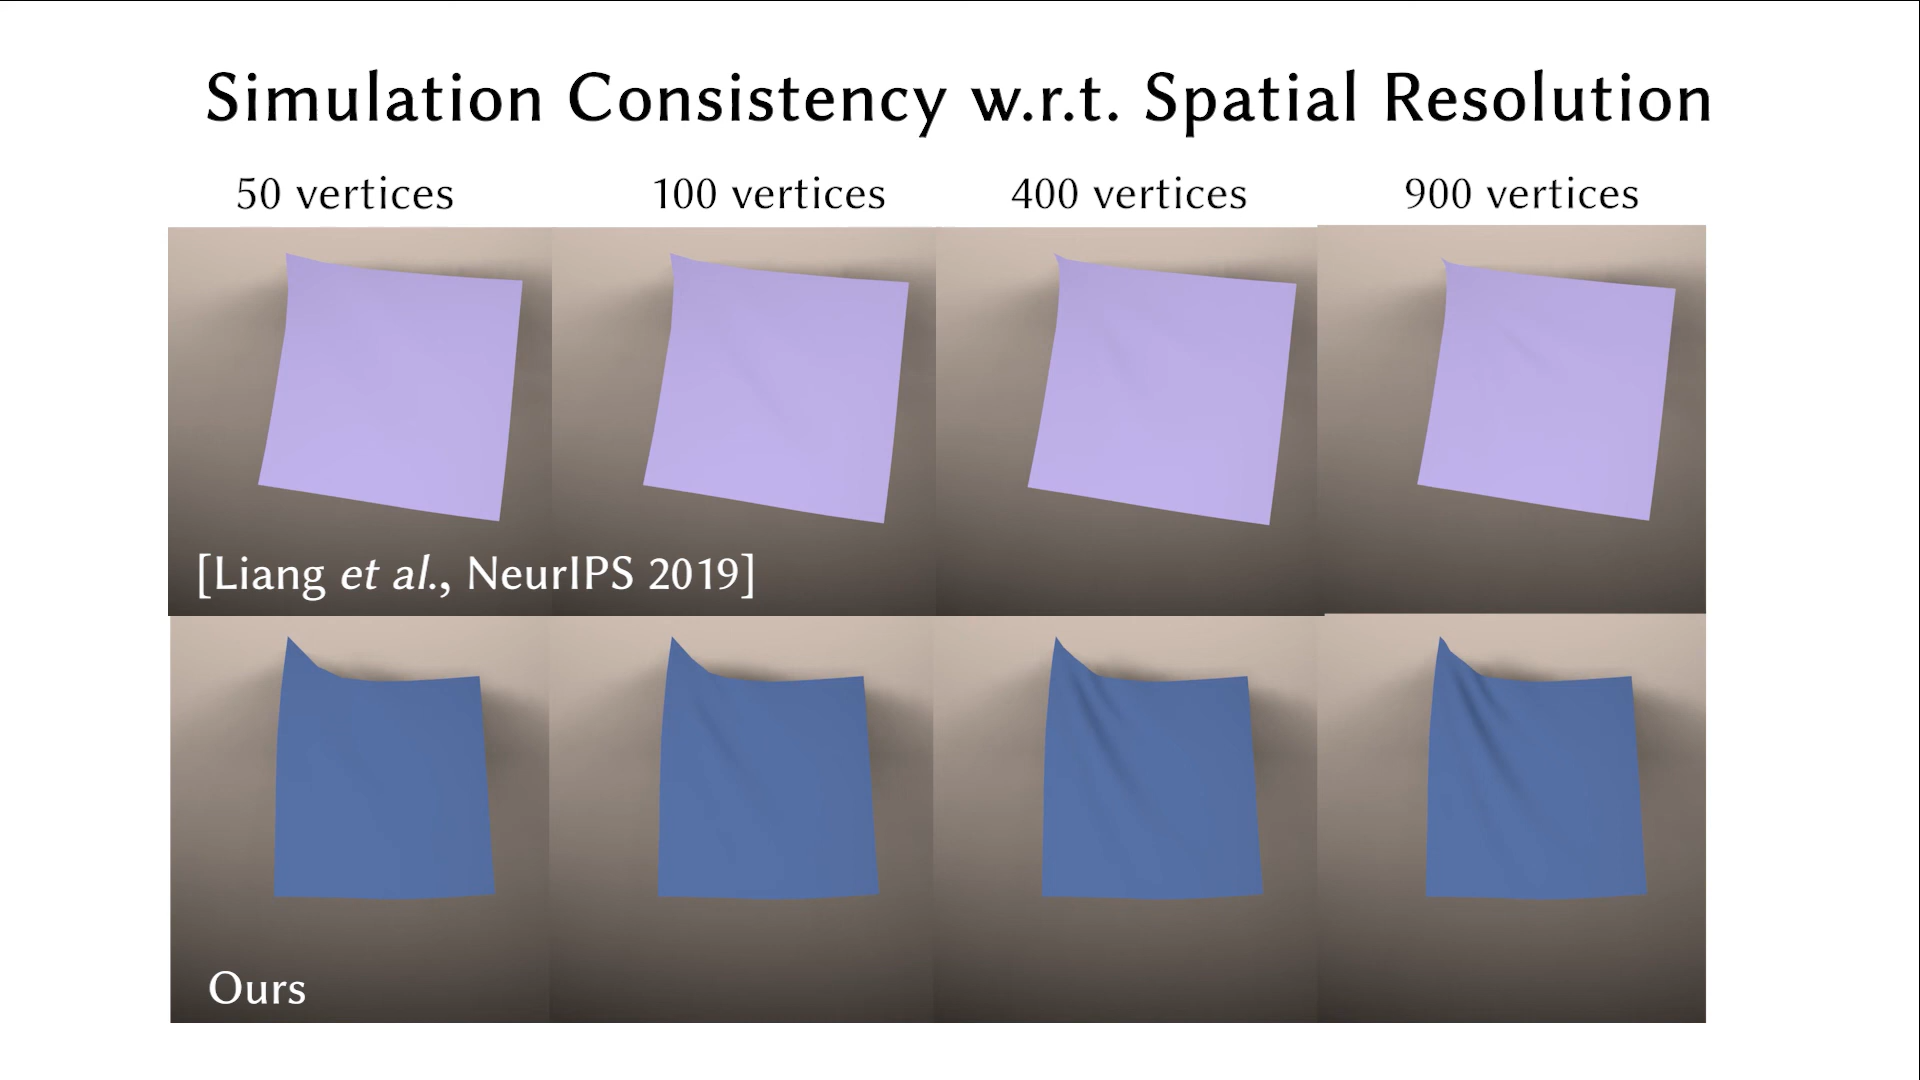 Simulation Consistency w.r.t. Spatial Resolution
50 vertices 100 vertices 400 vertices 900 vertices
[Liang et al., NeurIPS 2019]
Ours